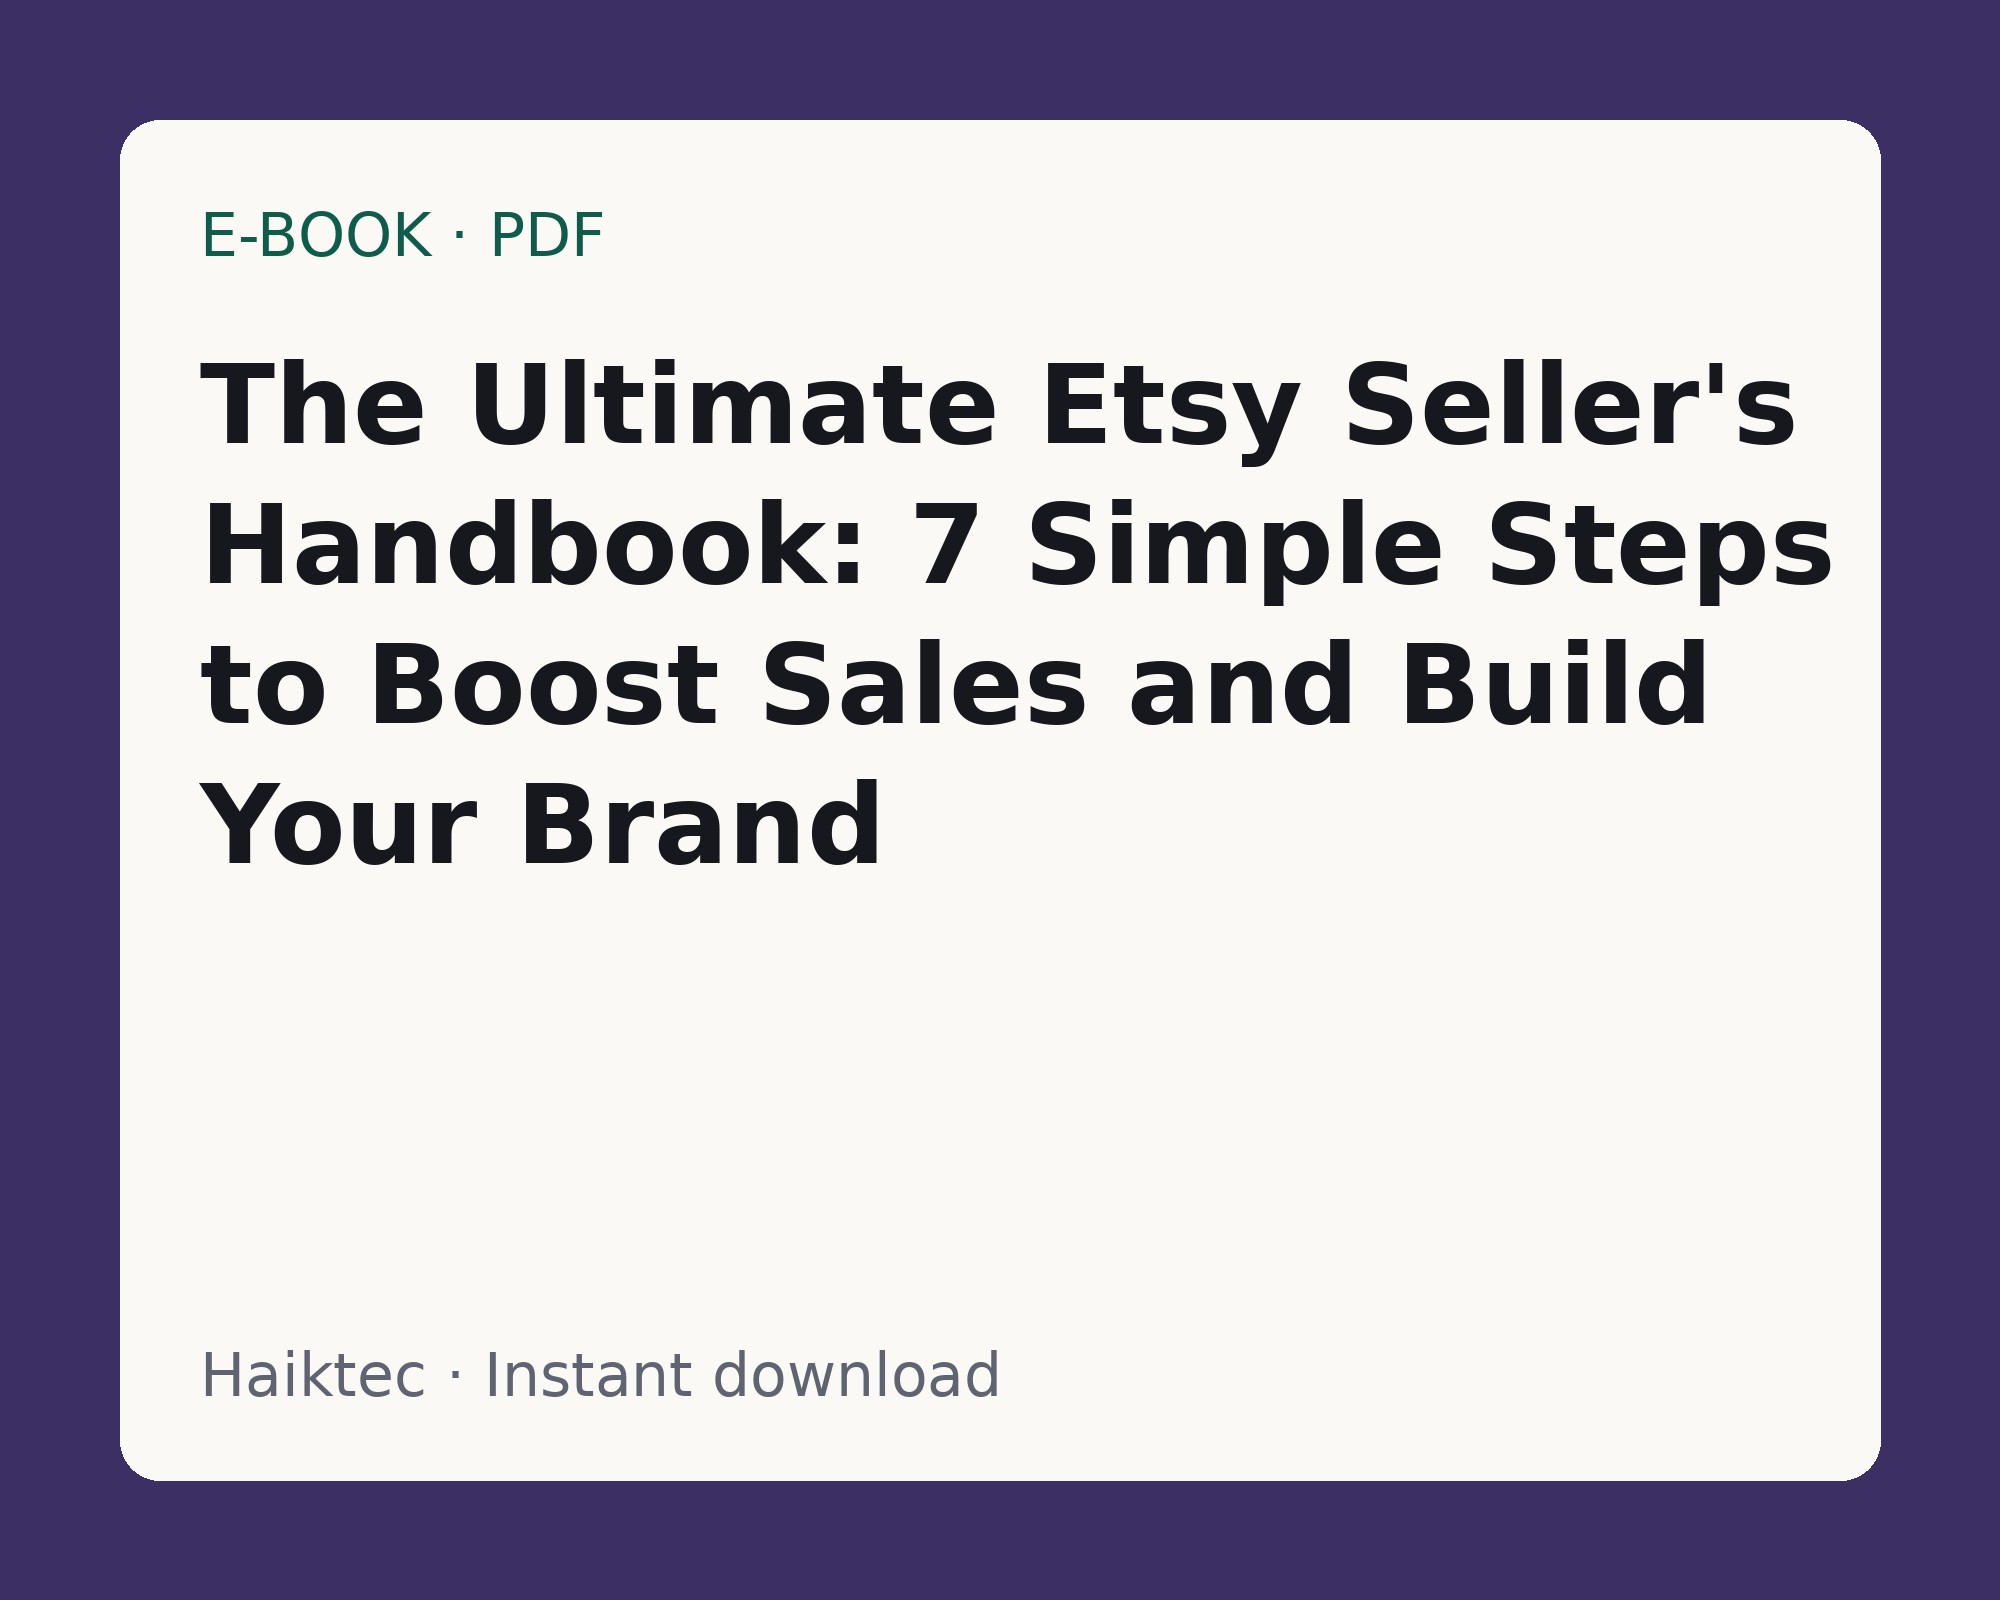 E-BOOK · PDF
The Ultimate Etsy Seller's
Handbook: 7 Simple Steps
to Boost Sales and Build
Your Brand
Haiktec · Instant download